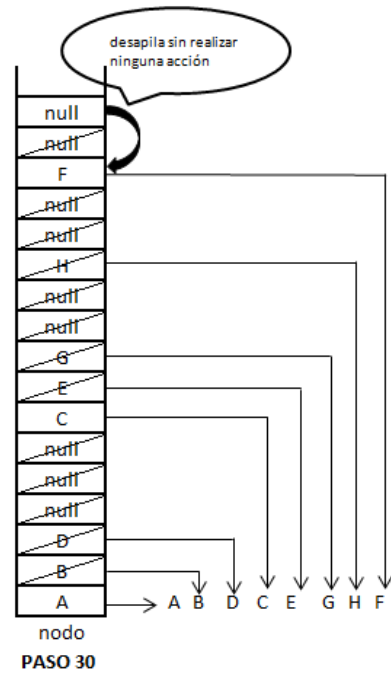 desapila sin realizar
ninguna acción
null
null
F
null
null
H
null
null
G
E
C
null
null
null
D
B
A
A B D C E G H F
nodo
PASO 30